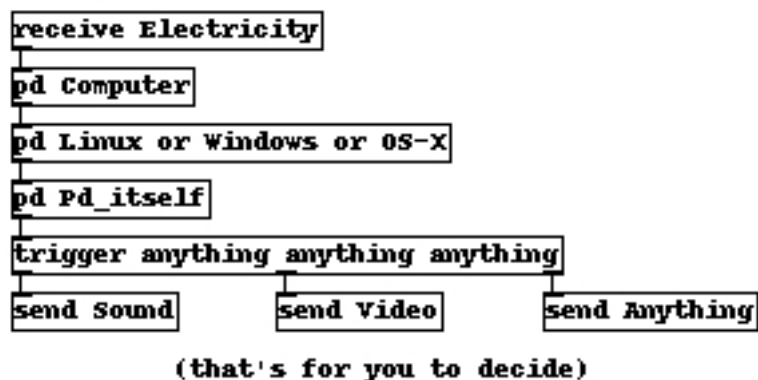 receive Electricity
pd Computer
pd Linux or Windows or OS-X
pd Pd_itself
trigger anything anything anything
send Sound send Video send Anything
(that's for you to decide)